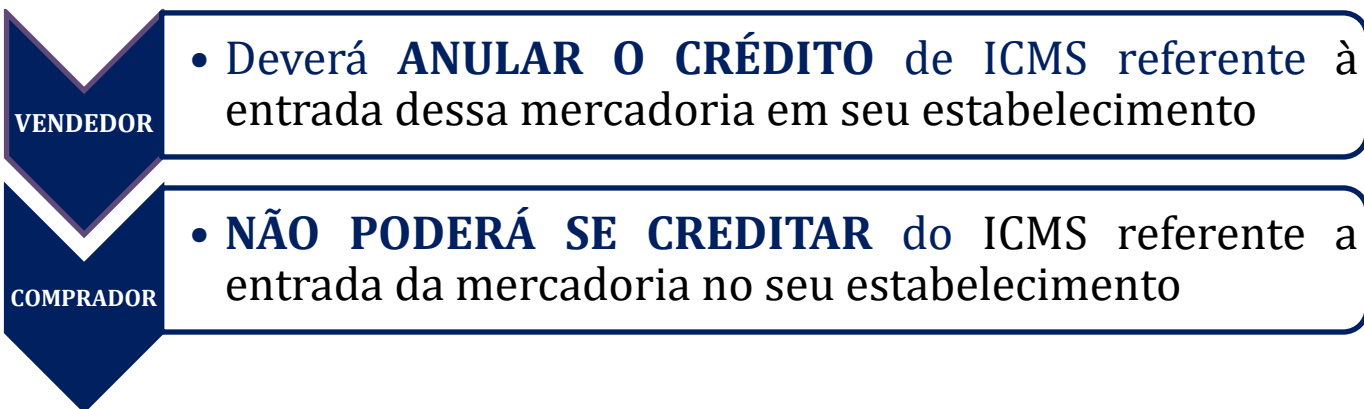 VENDEDOR
• Deverá ANULAR O CRÉDITO de ICMS referente à
entrada dessa mercadoria em seu estabelecimento
COMPRADOR
• NÃO PODERÁ SE CREDITAR do ICMS referente a
entrada da mercadoria no seu estabelecimento